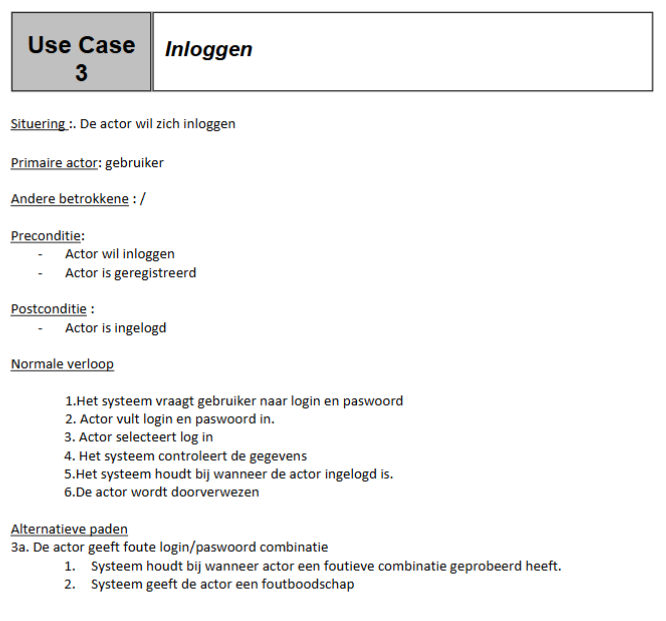 Use Case
3
Inloggen
Situering :. De actor wil zich inloggen
Primaire actor: gebruiker
Andere betrokkene : /
Preconditie:
- Actor wil inloggen
- Actor is geregistreerd
Postconditie :
- Actor is ingelogd
Normale verloop
1.Het systeem vraagt gebruiker naar login en paswoord
2. Actor vult login en paswoord in.
3. Actor selecteert log in
4. Het systeem controleert de gegevens
5.Het systeem houdt bij wanneer de actor ingelogd is.
6.De actor wordt doorverwezen
Alternatieve paden
3a. De actor geeft foute login/paswoord combinatie
1. Systeem houdt bij wanneer actor een foutieve combinatie geprobeerd heeft.
2. Systeem geeft de actor een foutboodschap